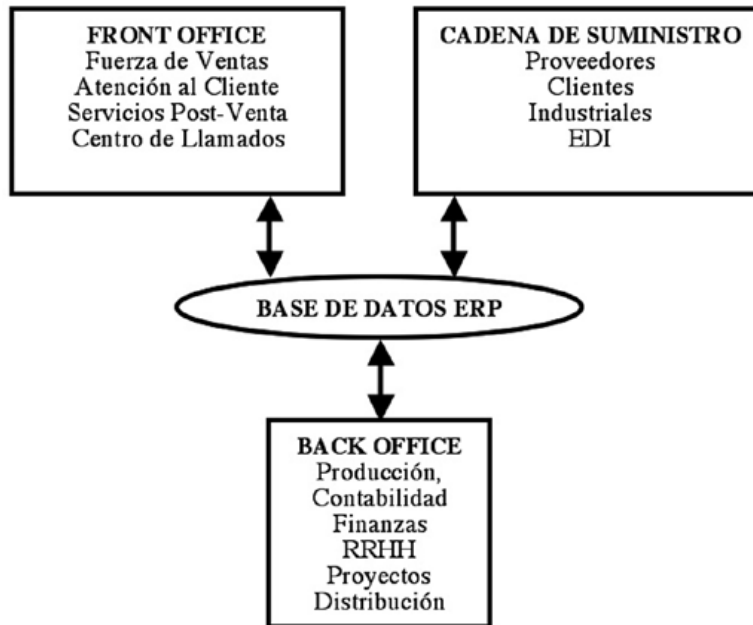 FRONT OFFICE
Fuerza de Ventas
Atención al Cliente
Servicios Post-Venta
Centro de Llamados
CADENA DE SUMINISTRO
Proveedores
Clientes
Industriales
EDI
BASE DE DATOS ERP
BACK OFFICE
Producción,
Contabilidad
Finanzas
RRHH
Proyectos
Distribución